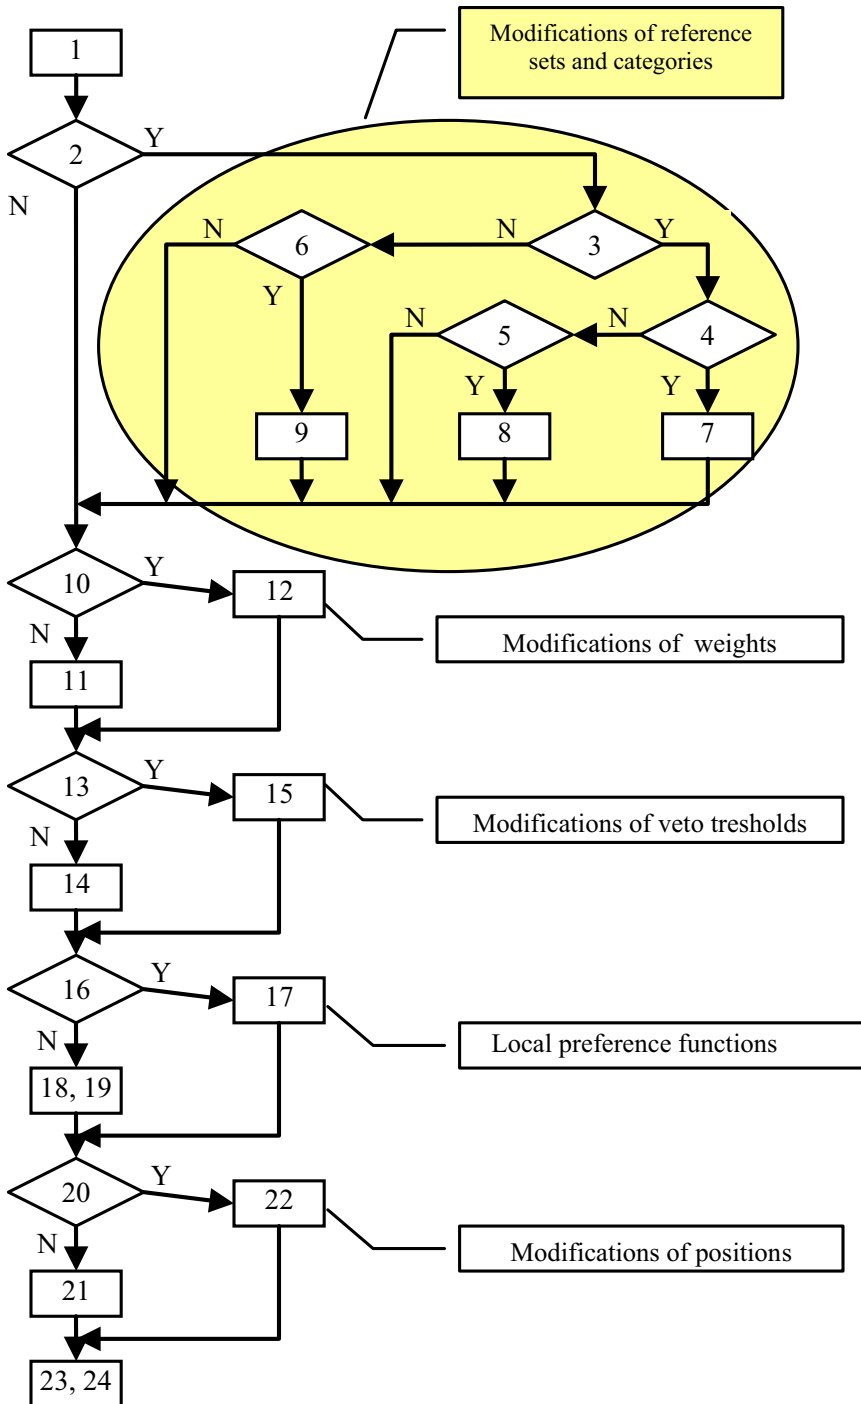 Modifications of reference
sets and categories
1
2
Y
N
N
6
N
3
Y
Y
N
5
N
4
Y
Y
9
8
7
10
Y
12
N
Modifications of weights
11
13
Y
15
N
Modifications of veto tresholds
14
16
Y
17
N
Local preference functions
18, 19
20
Y
22
N
Modifications of positions
21
23, 24